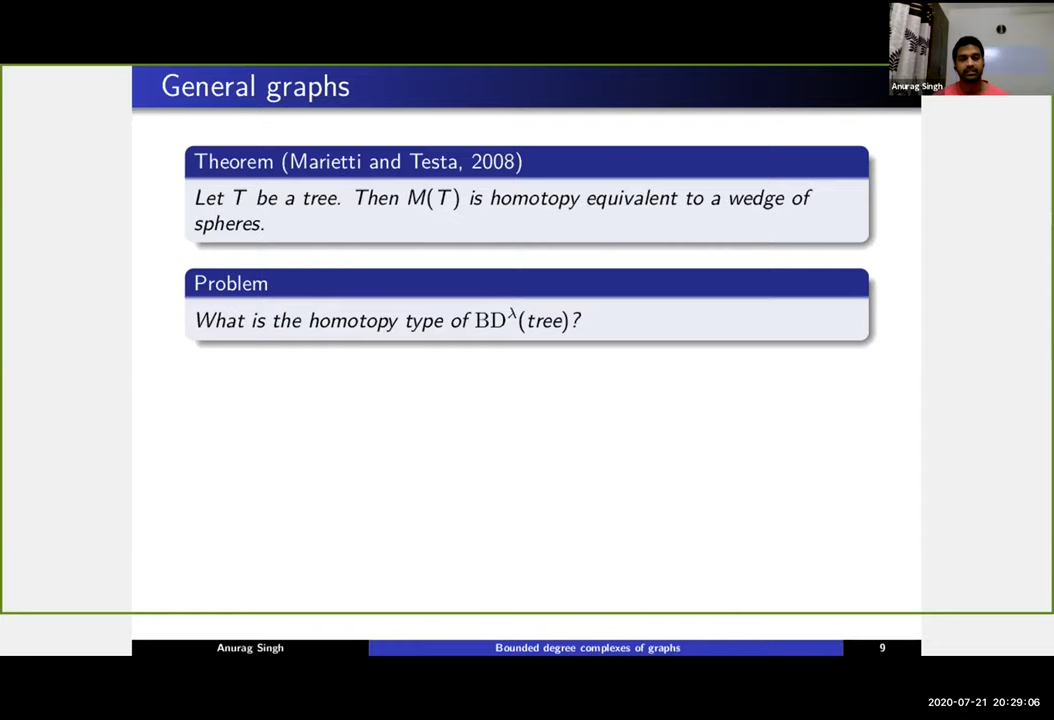 General graphs
Anurag Singh
Theorem (Marietti and Testa, 2008)
Let T be a tree. Then M(T) is homotopy equivalent to a wedge of
spheres.
Problem
What is the homotopy type of BD^λ(tree)?
Anurag Singh
Bounded degree complexes of graphs
9
2020-07-21 20:29:06